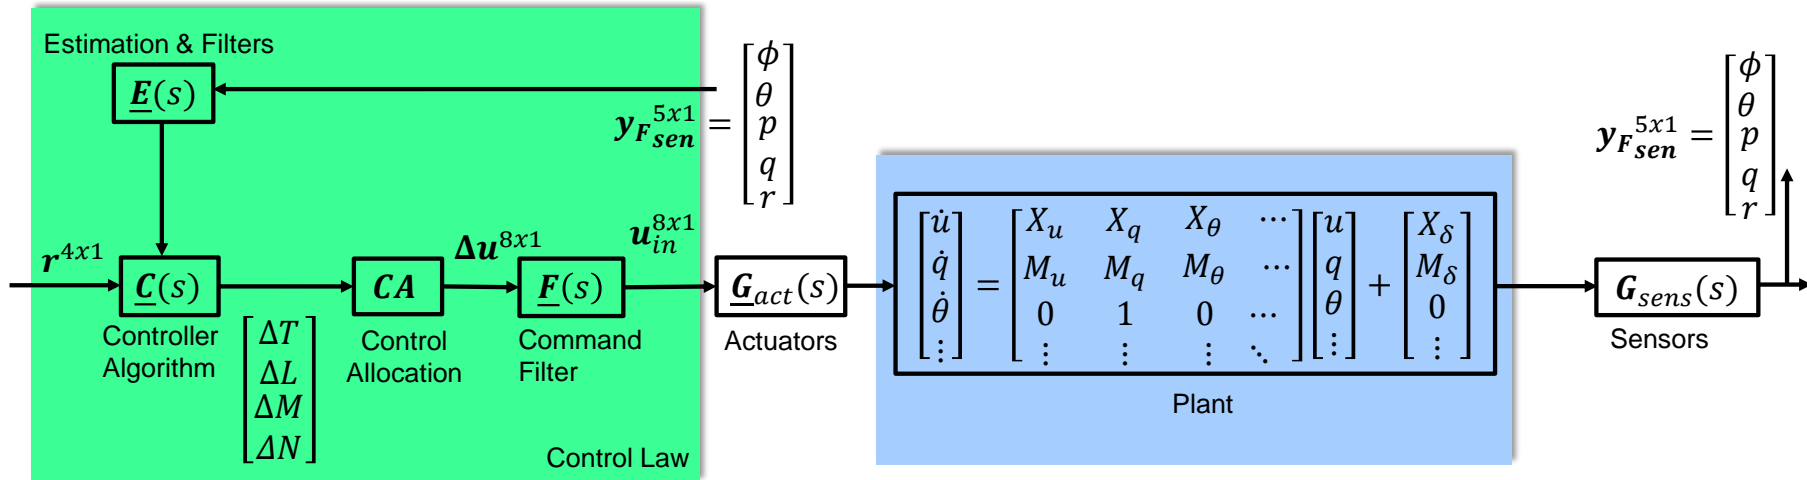 Estimation & Filters
E(s)
y_F_sen^5x1 = [ϕ θ p q r]
r^4x1
C(s)
Controller
Algorithm
[ΔT ΔL ΔM ΔN]
CA
Control
Allocation
Δu^8x1
F(s)
Command
Filter
Control Law
u_in^8x1
G_act(s)
Actuators
[u̇ q̇ θ̇ ⋮] = [X_u X_q X_θ ⋯
M_u M_q M_θ ⋯
0 1 0 ⋯
⋮ ⋮ ⋮ ⋱] [u q θ ⋮] + [X_δ M_δ 0 ⋮]
Plant
G_sens(s)
Sensors
y_F_sen^5x1 = [ϕ θ p q r]